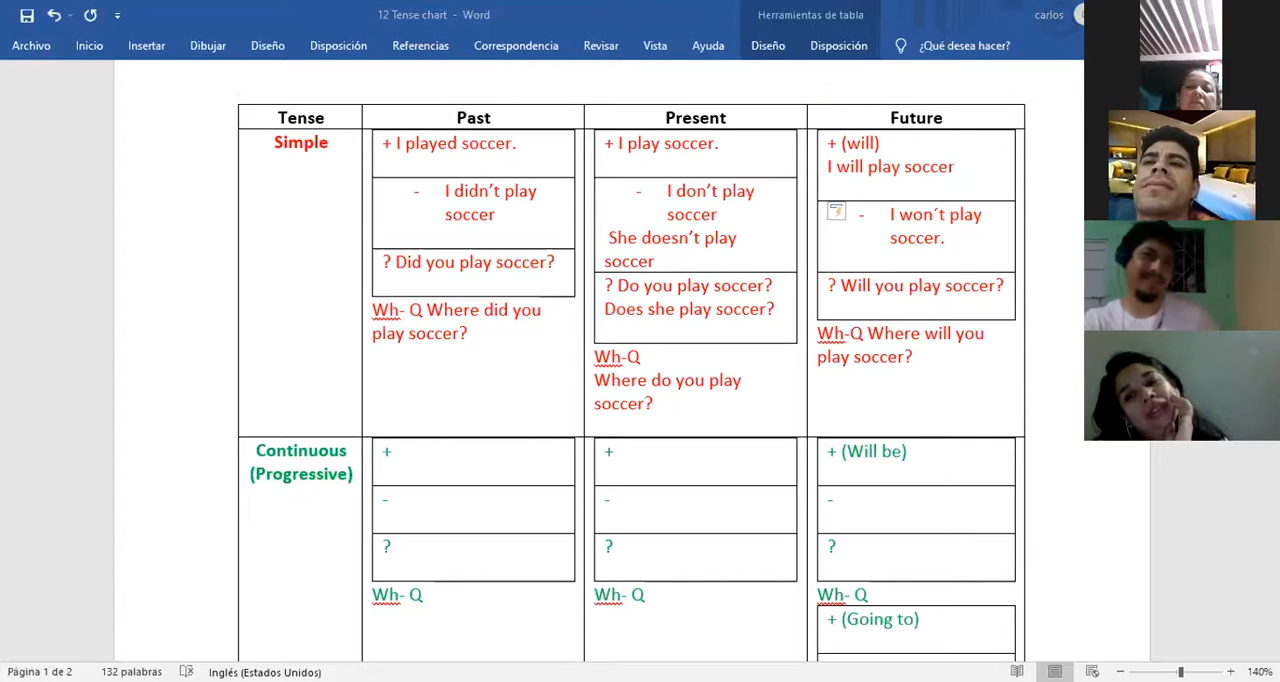 12 Tense chart - Word
Herramientas de tabla
carlos
Archivo Inicio Insertar Dibujar Diseño Disposición Referencias Correspondencia Revisar Vista Ayuda Diseño Disposición ¿Qué desea hacer?
Tense Past Present Future
Simple
+ I played soccer.
- I didn't play
soccer
? Did you play soccer?
Wh- Q Where did you
play soccer?
+ I play soccer.
- I don't play
soccer
She doesn't play
soccer
? Do you play soccer?
Does she play soccer?
Wh-Q
Where do you play
soccer?
+ (will)
I will play soccer
- I won´t play
soccer.
? Will you play soccer?
Wh-Q Where will you
play soccer?
Continuous
(Progressive)
+
-
?
Wh- Q
+
-
?
Wh- Q
+ (Will be)
-
?
Wh- Q
+ (Going to)
Página 1 de 2 132 palabras Inglés (Estados Unidos) 140%